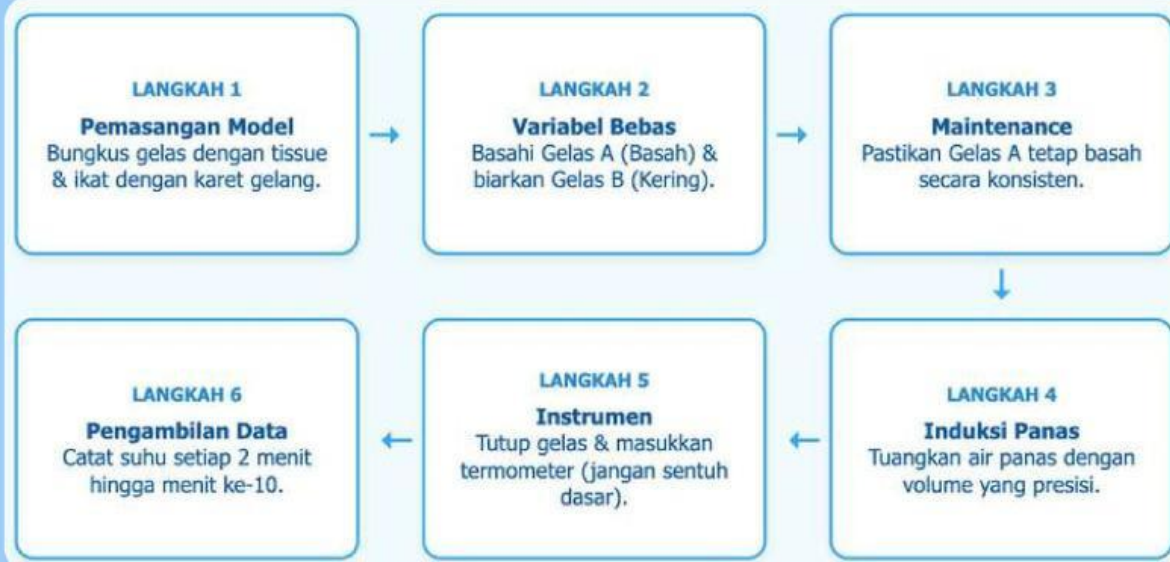 LANGKAH 1
Pemasangan Model
Bungkus gelas dengan tissue
& ikat dengan karet gelang.
→
LANGKAH 2
Variabel Bebas
Basahi Gelas A (Basah) &
biarkan Gelas B (Kering).
→
LANGKAH 3
Maintenance
Pastikan Gelas A tetap basah
secara konsisten.
↓
LANGKAH 4
Induksi Panas
Tuangkan air panas dengan
volume yang presisi.
←
LANGKAH 5
Instrumen
Tutup gelas & masukkan
termometer (jangan sentuh
dasar).
←
LANGKAH 6
Pengambilan Data
Catat suhu setiap 2 menit
hingga menit ke-10.